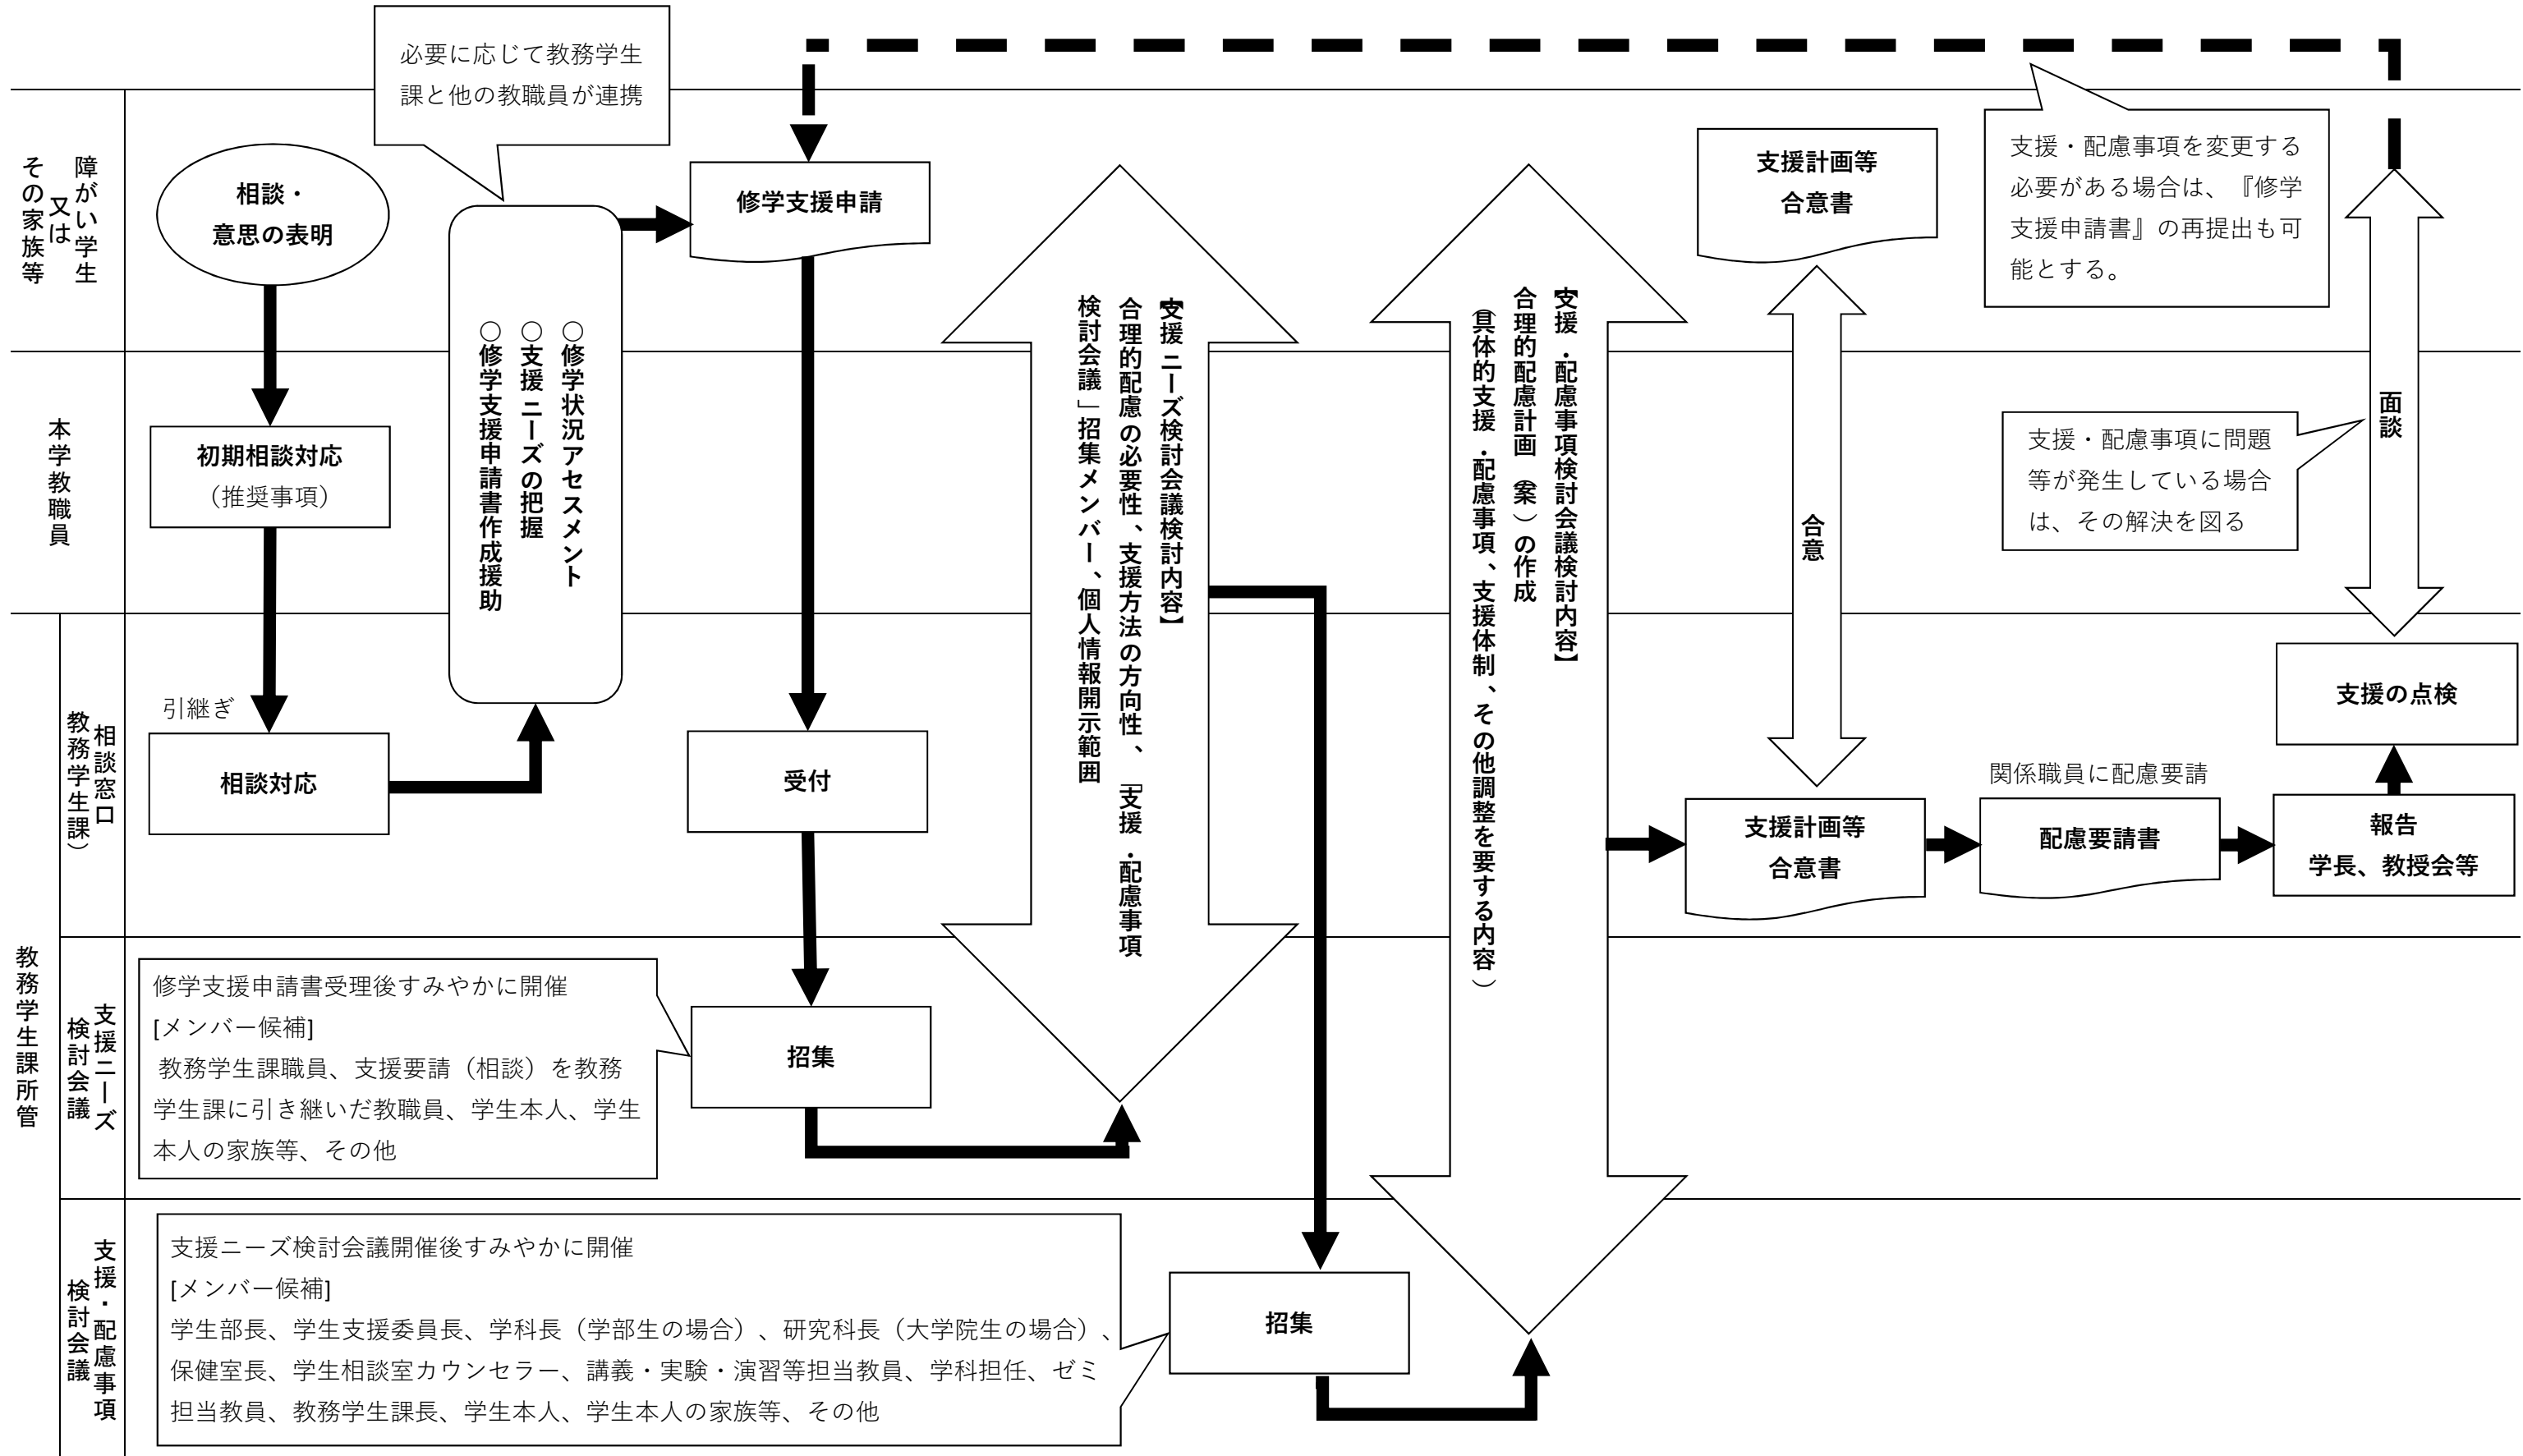 必要に応じて教務学生
課と他の教職員が連携
障がい学生
又は
その家族等
相談・
意思の表明
修学支援申請
支援計画等
合意書
支援・配慮事項を変更する
必要がある場合は、『修学
支援申請書』の再提出も可
能とする。
○修学状況アセスメント
○支援ニーズの把握
○修学支援申請書作成援助
【支援ニーズ検討会議検討内容】
合理的配慮の必要性、支援方法の方向性、「支援・配慮事項
検討会議」招集メンバー、個人情報開示範囲
【支援・配慮事項検討会議検討内容】
合理的配慮計画（案）の作成
（具体的支援・配慮事項、支援体制、その他調整を要する内容）
本学教職員
初期相談対応
（推奨事項）
合意
面談
支援・配慮事項に問題
等が発生している場合
は、その解決を図る
教務学生課所管
相談窓口
（教務学生課）
引継ぎ
相談対応
受付
支援計画等
合意書
関係職員に配慮要請
配慮要請書
支援の点検
報告
学長、教授会等
支援ニーズ
検討会議
修学支援申請書受理後すみやかに開催
[メンバー候補]
教務学生課職員、支援要請（相談）を教務
学生課に引き継いだ教職員、学生本人、学生
本人の家族等、その他
招集
支援・配慮事項
検討会議
支援ニーズ検討会議開催後すみやかに開催
[メンバー候補]
学生部長、学生支援委員長、学科長（学部生の場合）、研究科長（大学院生の場合）、
保健室長、学生相談室カウンセラー、講義・実験・演習等担当教員、学科担任、ゼミ
担当教員、教務学生課長、学生本人、学生本人の家族等、その他
招集